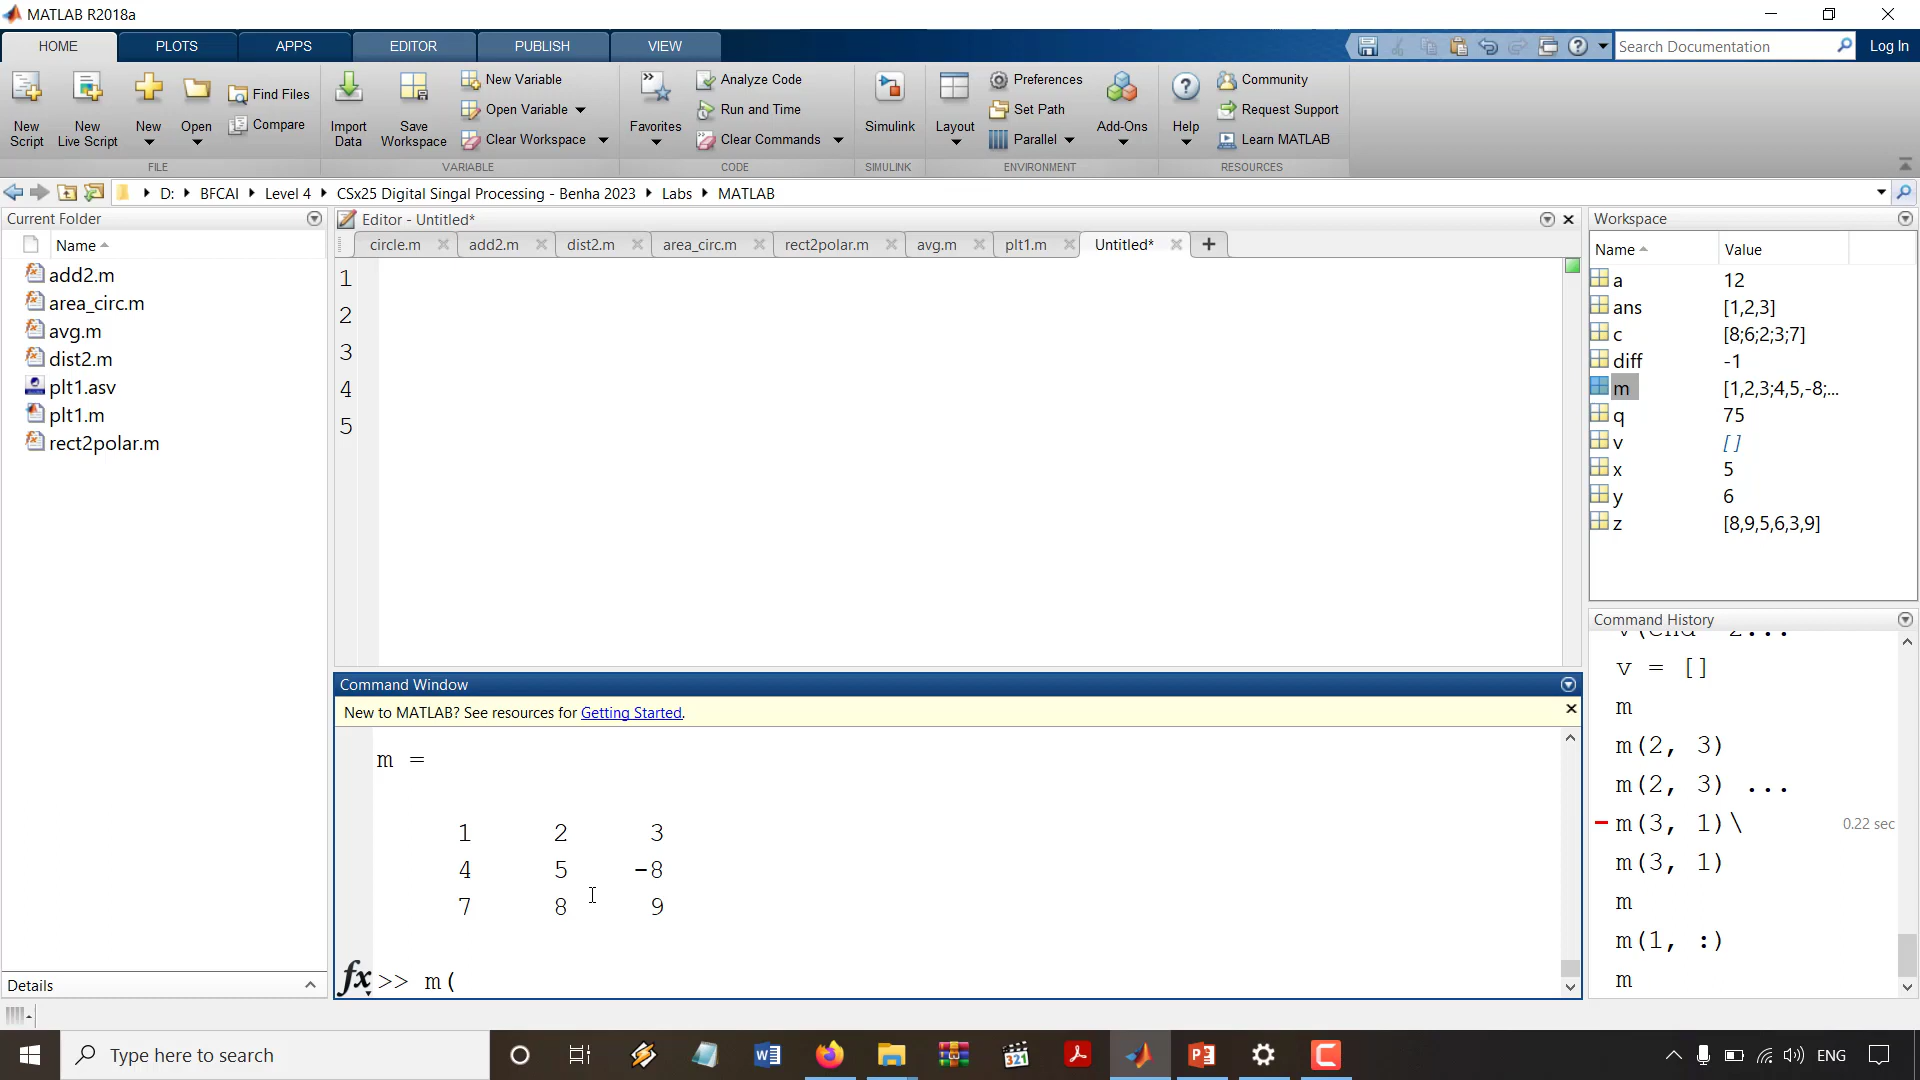 MATLAB R2018a
HOME PLOTS APPS EDITOR PUBLISH VIEW
Search Documentation
Log In
New Script
New Live Script
New
Open
Find Files
Compare
FILE
Import Data
Save Workspace
New Variable
Open Variable
Clear Workspace
VARIABLE
Favorites
Analyze Code
Run and Time
Clear Commands
CODE
Simulink
SIMULINK
Layout
Preferences
Set Path
Parallel
Add-Ons
ENVIRONMENT
Help
Community
Request Support
Learn MATLAB
RESOURCES
D: BFCAI Level 4 CSx25 Digital Singal Processing - Benha 2023 Labs MATLAB
Current Folder
Name
add2.m
area_circ.m
avg.m
dist2.m
plt1.asv
plt1.m
rect2polar.m
Details
Editor - Untitled*
circle.m add2.m dist2.m area_circ.m rect2polar.m avg.m plt1.m Untitled* +
1
2
3
4
5
Command Window
New to MATLAB? See resources for Getting Started.
m =
1 2 3
4 5 -8
7 8 9
fx >> m(
Workspace
Name Value
a 12
ans [1,2,3]
c [8;6;2;3;7]
diff -1
m [1,2,3;4,5,-8;...
q 75
v []
x 5
y 6
z [8,9,5,6,3,9]
Command History
v = []
m
m(2, 3)
m(2, 3) ...
m(3, 1)\ 0.22 sec
m(3, 1)
m
m(1, :)
m
Type here to search
321
ENG